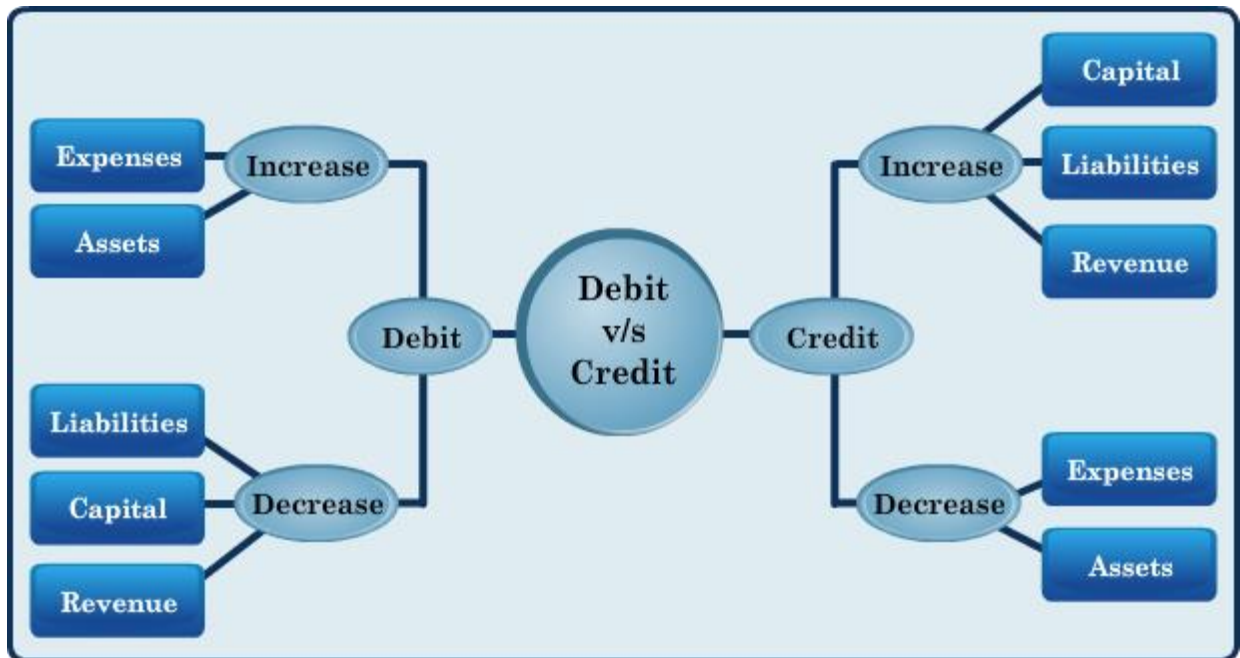 Expenses
Assets
Increase
Debit
Liabilities
Capital
Revenue
Decrease
Debit
v/s
Credit
Credit
Increase
Capital
Liabilities
Revenue
Decrease
Expenses
Assets